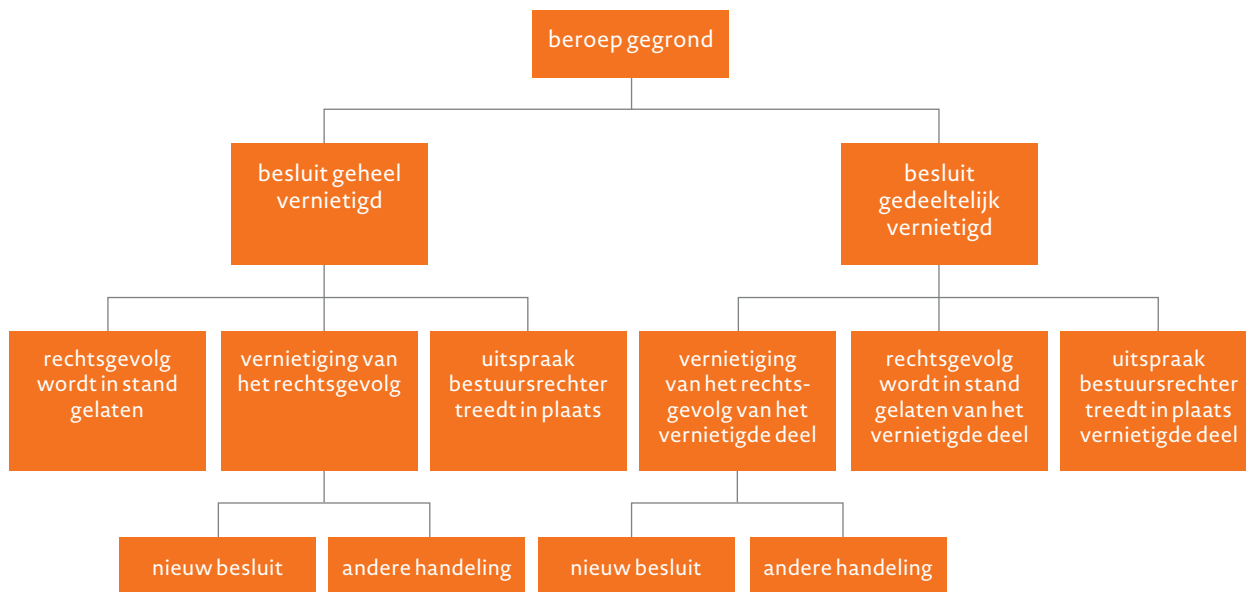 beroep gegrond
besluit geheel
vernietigd
besluit
gedeeltelijk
vernietigd
rechtsgevolg
wordt in stand
gelaten
vernietiging van
het rechtsgevolg
uitspraak
bestuursrechter
treedt in plaats
vernietiging
van het rechts-
gevolg van het
vernietigde deel
rechtsgevolg
wordt in stand
gelaten van het
vernietigde deel
uitspraak
bestuursrechter
treedt in plaats
vernietigde deel
nieuw besluit
andere handeling
nieuw besluit
andere handeling